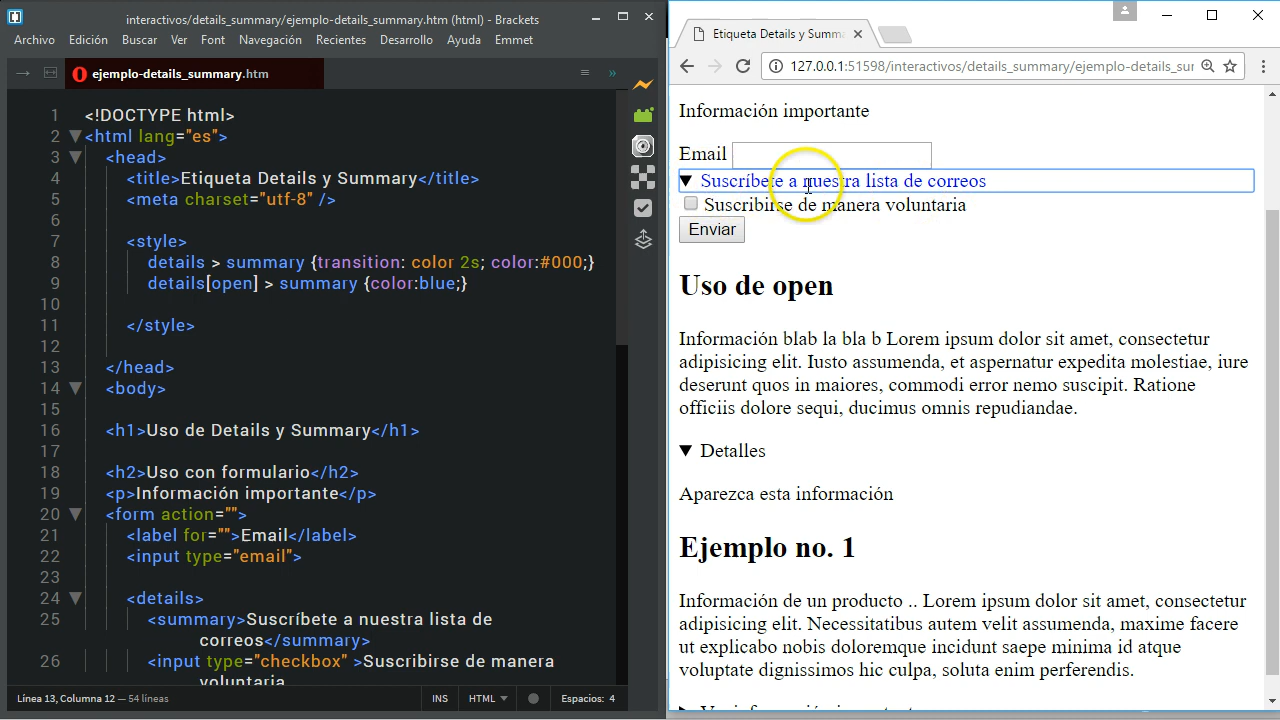 interactivos/details_summary/ejemplo-details_summary.htm (html) - Brackets
Archivo Edición Buscar Ver Font Navegación Recientes Desarrollo Ayuda Emmet
ejemplo-details_summary.htm
1 <!DOCTYPE html>
2 <html lang="es">
3 <head>
4 <title>Etiqueta Details y Summary</title>
5 <meta charset="utf-8" />
6
7 <style>
8 details > summary {transition: color 2s; color:#000;}
9 details[open] > summary {color:blue;}
10
11 </style>
12
13 </head>
14 <body>
15
16 <h1>Uso de Details y Summary</h1>
17
18 <h2>Uso con formulario</h2>
19 <p>Información importante</p>
20 <form action="">
21 <label for="">Email</label>
22 <input type="email">
23
24 <details>
25 <summary>Suscríbete a nuestra lista de
correos</summary>
26 <input type="checkbox" >Suscribirse de manera
voluntaria
Línea 13, Columna 12 — 54 líneas INS HTML Espacios: 4
Etiqueta Details y Summa
127.0.0.1:51598/interactivos/details_summary/ejemplo-details_sur
Información importante
Email
Suscríbete a nuestra lista de correos
Suscribirse de manera voluntaria
Enviar
Uso de open
Información blab la bla b Lorem ipsum dolor sit amet, consectetur
adipisicing elit. Iusto assumenda, et aspernatur expedita molestiae, iure
deserunt quos in maiores, commodi error nemo suscipit. Ratione
officiis dolore sequi, ducimus omnis repudiandae.
Detalles
Aparezca esta información
Ejemplo no. 1
Información de un producto .. Lorem ipsum dolor sit amet, consectetur
adipisicing elit. Necessitatibus autem velit assumenda, maxime facere
ut explicabo nobis doloremque incidunt saepe minima id atque
voluptate dignissimos hic culpa, soluta enim perferendis.